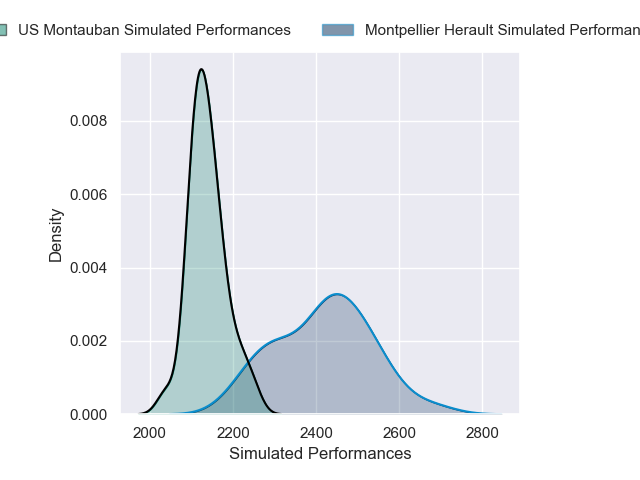 US Montauban Simulated Performances Montpellier Herault Simulated Performan
0.008
0.006
0.004
0.002
0.000
2000 2200 2400 2600 2800
Density
Simulated Performances